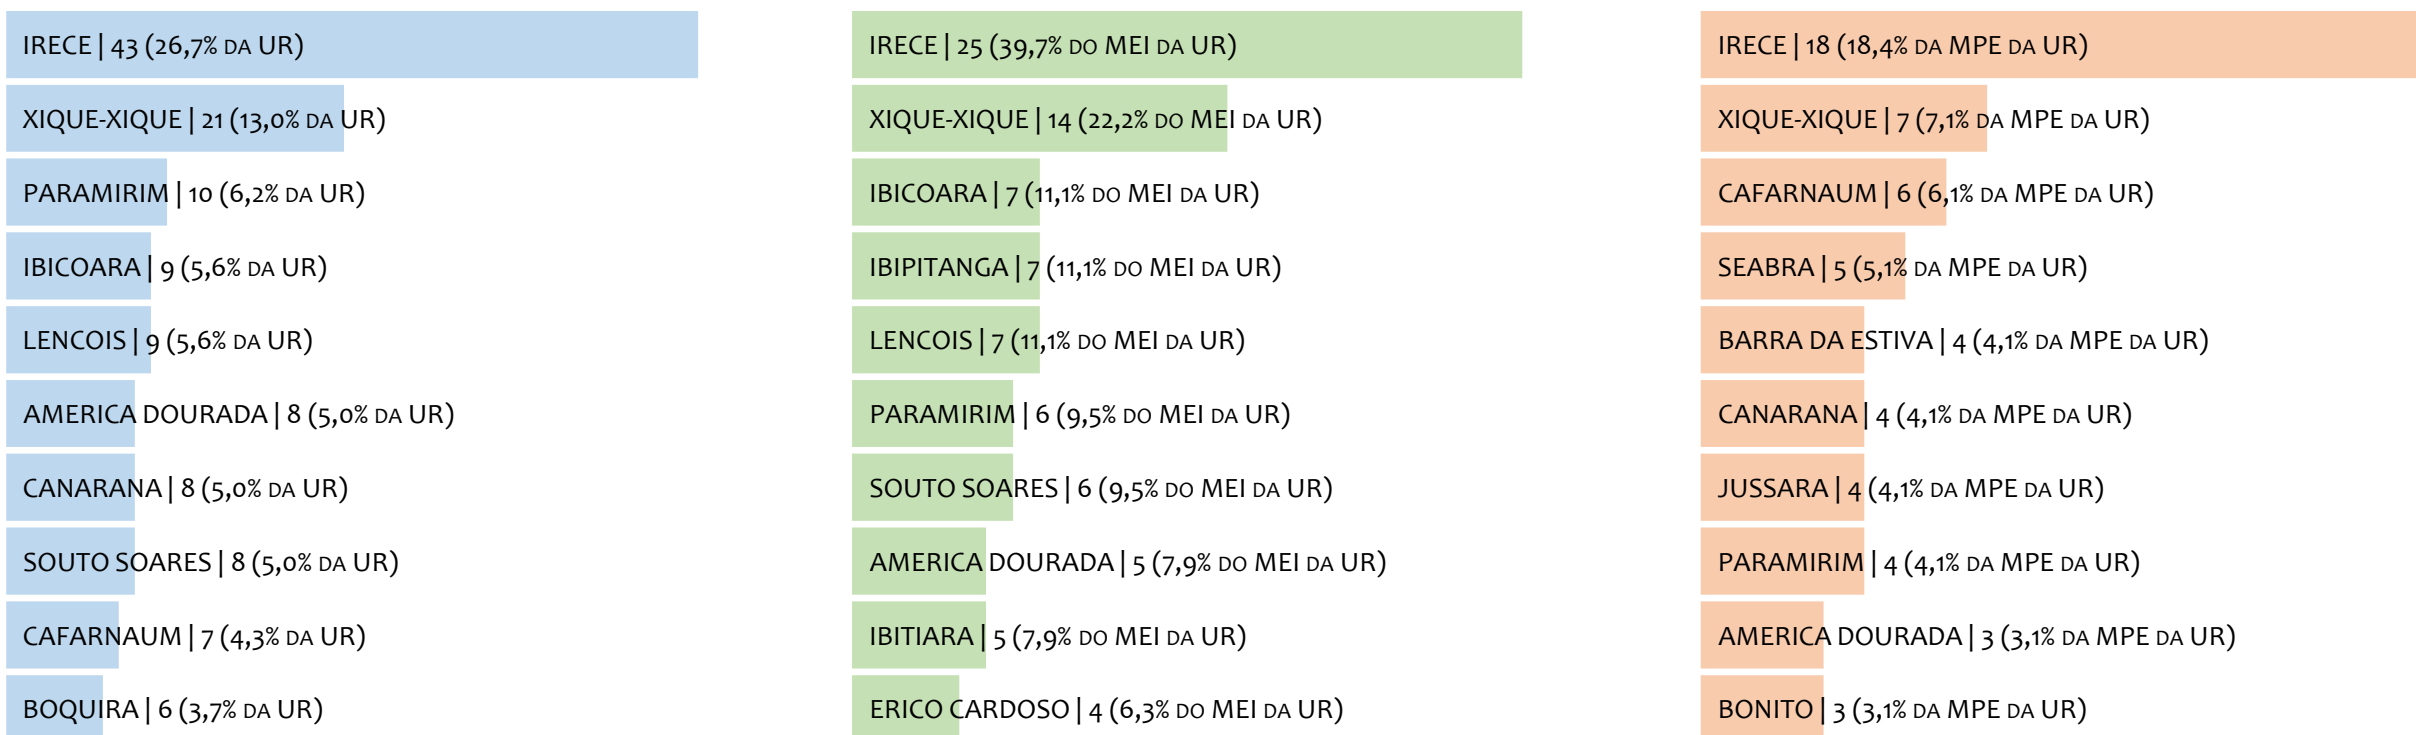 IRECE | 43 (26,7% DA UR)
XIQUE-XIQUE | 21 (13,0% DA UR)
PARAMIRIM | 10 (6,2% DA UR)
IBICOARA | 9 (5,6% DA UR)
LENCOIS | 9 (5,6% DA UR)
AMERICA DOURADA | 8 (5,0% DA UR)
CANARANA | 8 (5,0% DA UR)
SOUTO SOARES | 8 (5,0% DA UR)
CAFARNAUM | 7 (4,3% DA UR)
BOQUIRA | 6 (3,7% DA UR)
IRECE | 25 (39,7% DO MEI DA UR)
XIQUE-XIQUE | 14 (22,2% DO MEI DA UR)
IBICOARA | 7 (11,1% DO MEI DA UR)
IBIPITANGA | 7 (11,1% DO MEI DA UR)
LENCOIS | 7 (11,1% DO MEI DA UR)
PARAMIRIM | 6 (9,5% DO MEI DA UR)
SOUTO SOARES | 6 (9,5% DO MEI DA UR)
AMERICA DOURADA | 5 (7,9% DO MEI DA UR)
IBITIARA | 5 (7,9% DO MEI DA UR)
ERICO CARDOSO | 4 (6,3% DO MEI DA UR)
IRECE | 18 (18,4% DA MPE DA UR)
XIQUE-XIQUE | 7 (7,1% DA MPE DA UR)
CAFARNAUM | 6 (6,1% DA MPE DA UR)
SEABRA | 5 (5,1% DA MPE DA UR)
BARRA DA ESTIVA | 4 (4,1% DA MPE DA UR)
CANARANA | 4 (4,1% DA MPE DA UR)
JUSSARA | 4 (4,1% DA MPE DA UR)
PARAMIRIM | 4 (4,1% DA MPE DA UR)
AMERICA DOURADA | 3 (3,1% DA MPE DA UR)
BONITO | 3 (3,1% DA MPE DA UR)